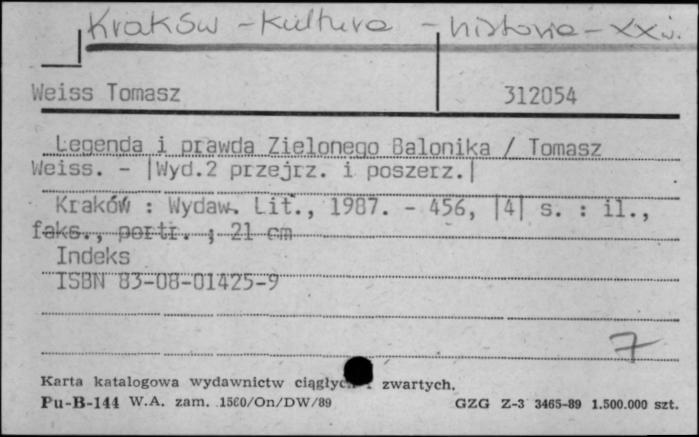 Kraków - Kultura - historia - XX w.
Weiss Tomasz 312054
Legenda i prawda Zielonego Balonika / Tomasz
Weiss. - |Wyd.2 przejrz. i poszerz.|
Kraków : Wydaw. Lit., 1987. - 456, |4| s. : il.,
faks., portr. ; 21 cm
Indeks
ISBN 83-08-01425-9
7
Karta katalogowa wydawnictw ciągłych i zwartych.
Pu-B-144 W.A. zam. 1560/On/DW/89 GZG Z-3 3465-89 1.500.000 szt.